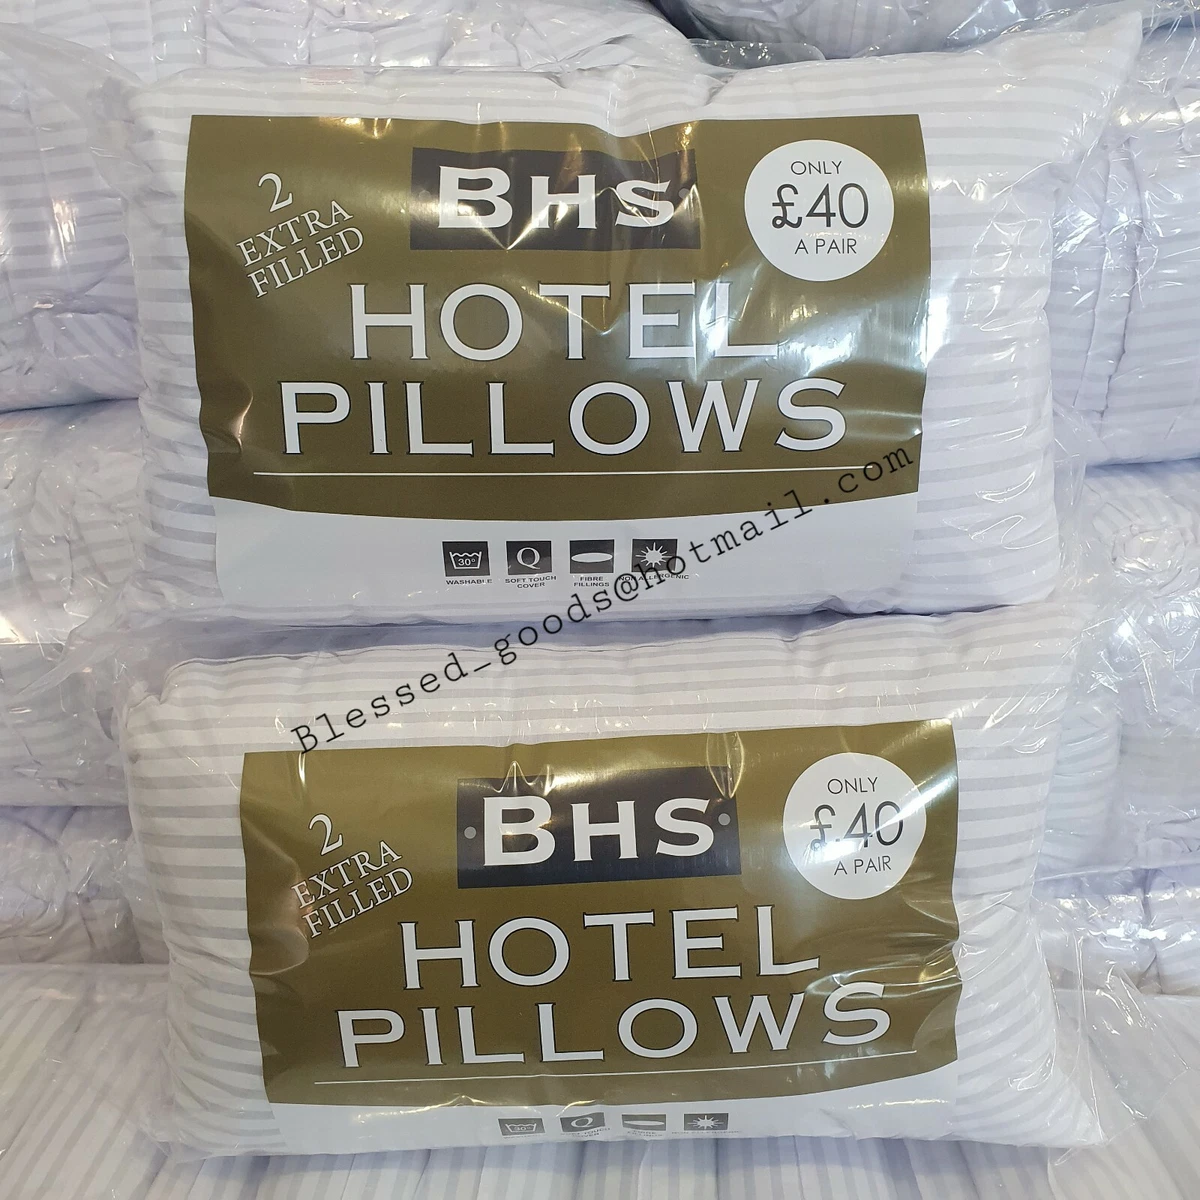 2
EXTRA
FILLED
BHS
ONLY
£40
A PAIR
HOTEL
PILLOWS
30°
WASHABLE
Q
SOFT TOUCH
COVER
FIBRE
FILLINGS
NON ALLERGENIC
Blessed_goods@hotmail.com
2
EXTRA
FILLED
BHS
ONLY
£40
A PAIR
HOTEL
PILLOWS
30°
Q